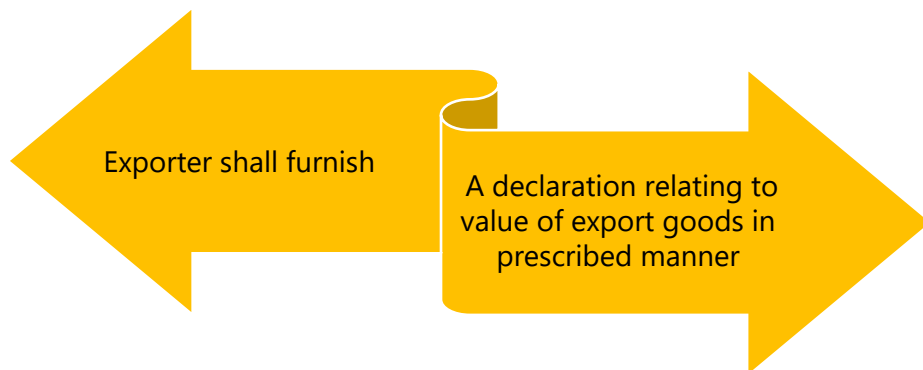 Exporter shall furnish
A declaration relating to
value of export goods in
prescribed manner